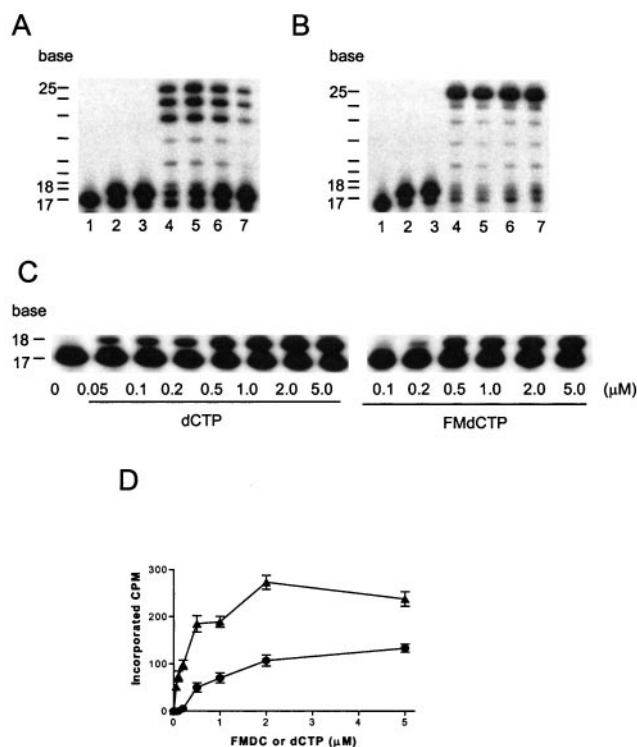 A
base
25
18
17
1 2 3 4 5 6 7
B
base
25
18
17
1 2 3 4 5 6 7
C
base
18
17
0 0.05 0.1 0.2 0.5 1.0 2.0 5.0
dCTP
0.1 0.2 0.5 1.0 2.0 5.0 (μM)
FMdCTP
D
Incorporated CPM
300
200
100
0
0 1 2 3 4 5
FMDC or dCTP (μM)